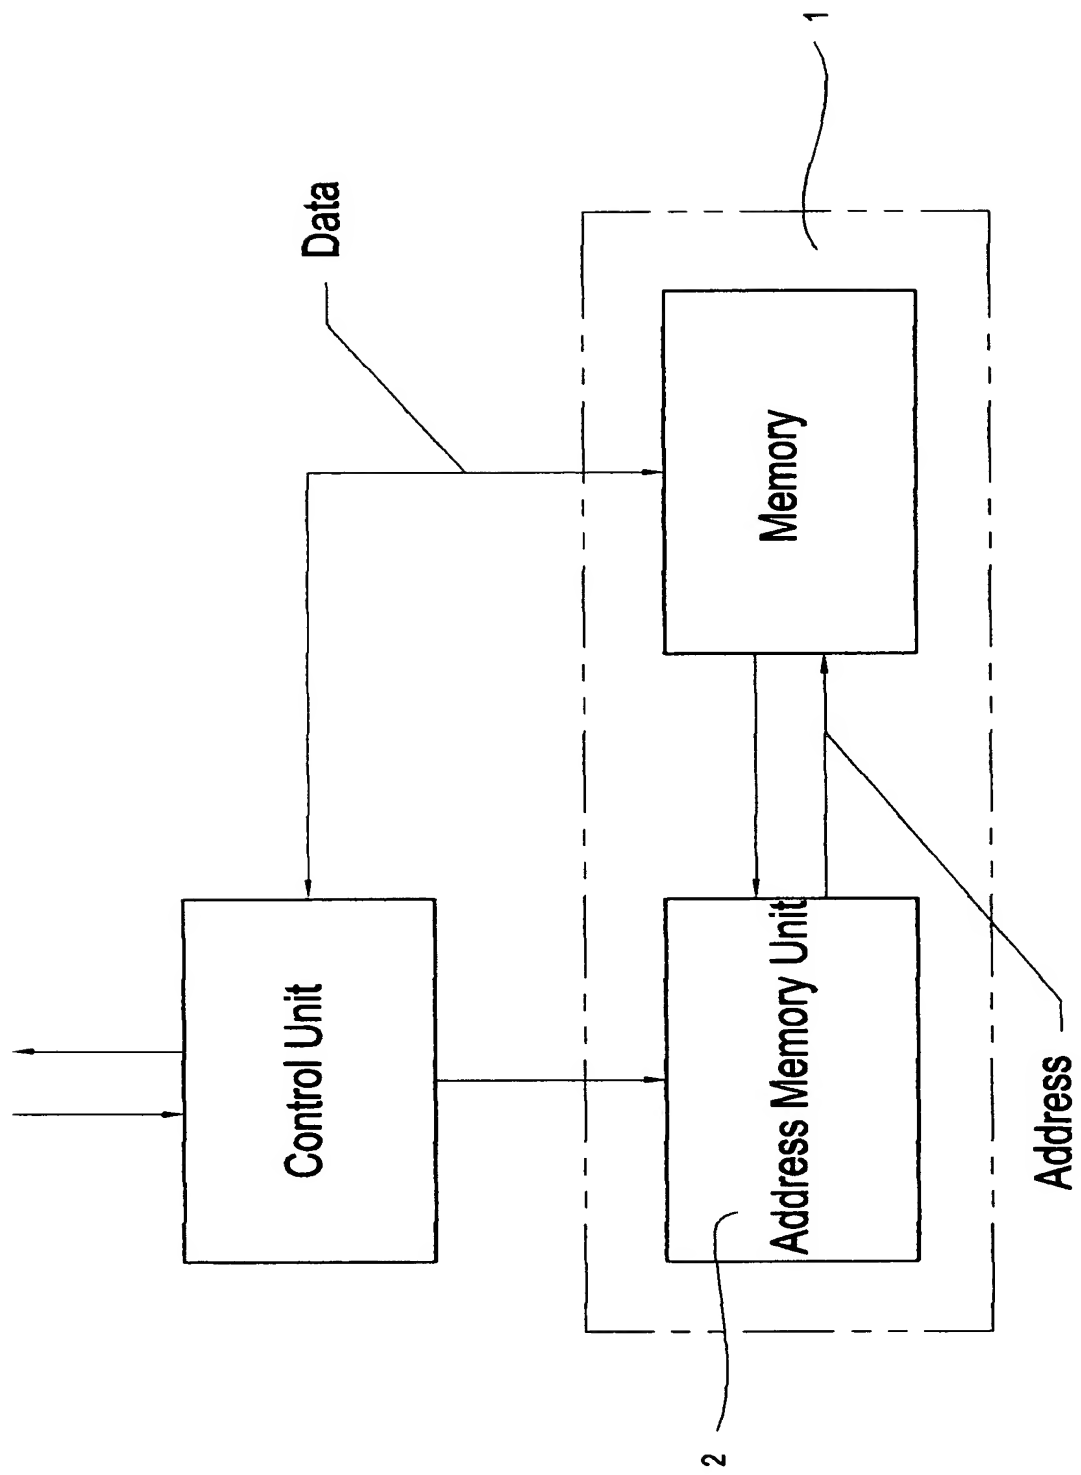 Control Unit
Data
2
Address Memory Unit
Memory
1
Address